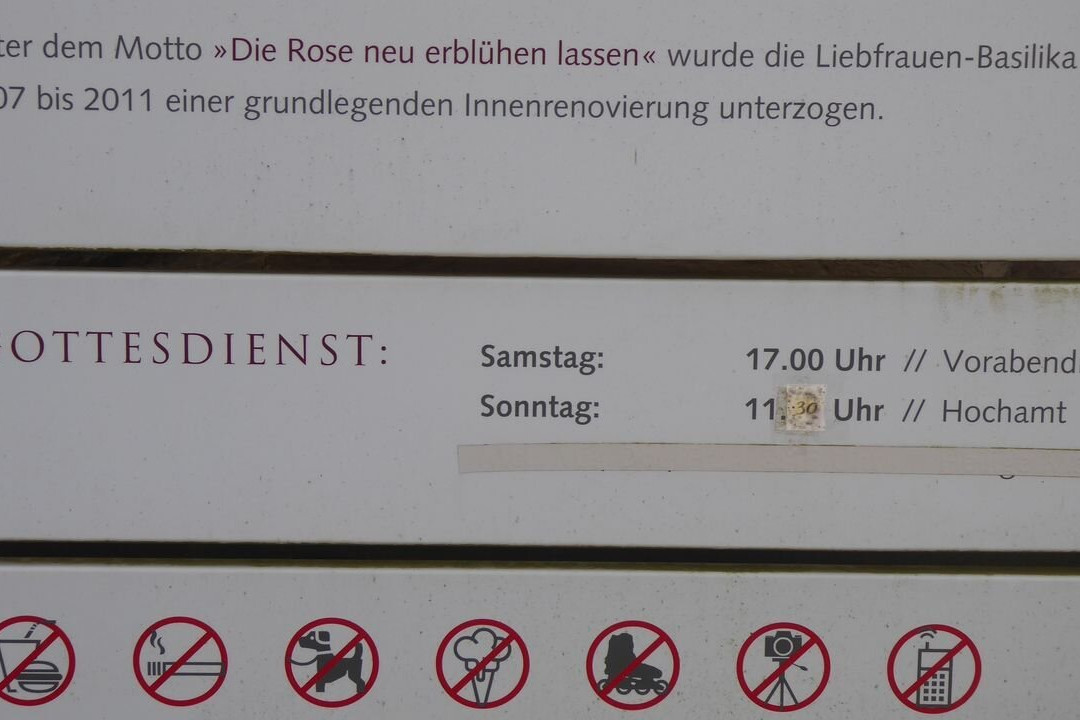 ter dem Motto »Die Rose neu erblühen lassen« wurde die Liebfrauen-Basilika
07 bis 2011 einer grundlegenden Innenrenovierung unterzogen.
GOTTESDIENST:
Samstag: 17.00 Uhr // Vorabend
Sonntag: 11.30 Uhr // Hochamt